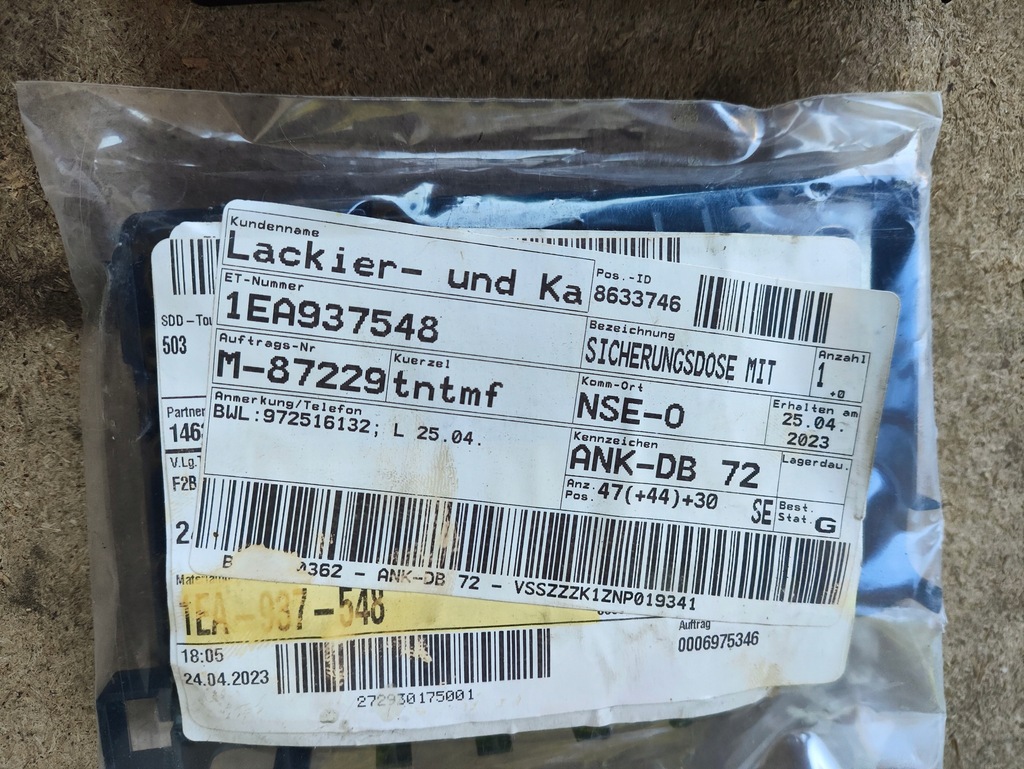 Kundenname
Lackier- und Ka
Pos.-ID
8633746
ET-Nummer
1EA937548
Bezeichnung
SICHERUNGSDOSE MIT
Anzahl
1
+0
Auftrags-Nr
M-87229
Kuerzel
tntmf
Komm-Ort
NSE-O
Erhalten am
25.04.
2023
Anmerkung/Telefon
BWL:972516132; L 25.04.
Kennzeichen
ANK-DB 72
Lagerdau.
Anz.
Pos. 47(+44)+30
SE
Best.
Stat. G
0362 - ANK-DB 72 - VSSZZZK1ZNP019341
503
Partner
V.Lg.
F2B
1EA-937-548
18:05
24.04.2023
272930175001
Auftrag
0006975346